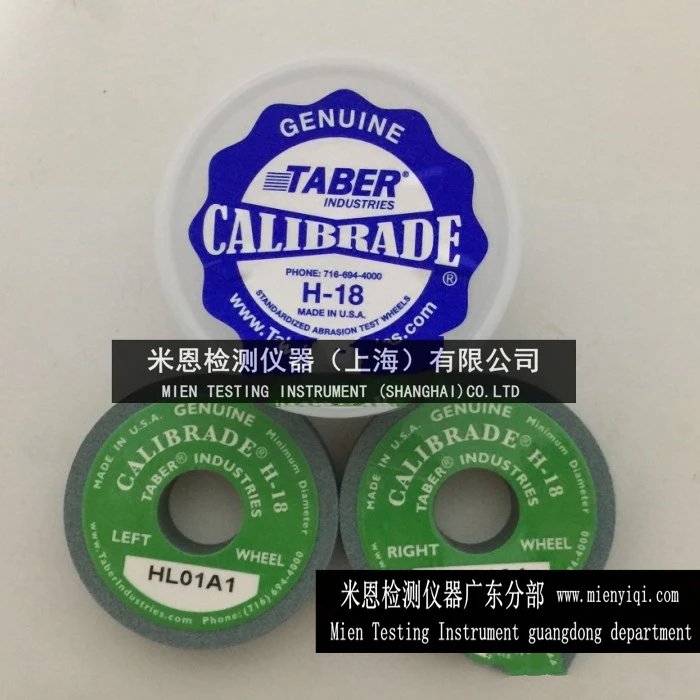 GENUINE
TABER®
INDUSTRIES
CALIBRADE®
PHONE: 716-694-4000
H-18
MADE IN U.S.A.
STANDARDIZED ABRASION TEST WHEELS
米恩检测仪器（上海）有限公司
MIEN TESTING INSTRUMENT (SHANGHAI)CO.LTD
GENUINE
CALIBRADE® H-18
TABER® INDUSTRIES
MADE IN U.S.A.
Minimum Diameter
LEFT WHEEL
HL01A1
www.TaberIndustries.com Phone: (716) 694-4000
GENUINE
CALIBRADE® H-18
TABER® INDUSTRIES
MADE IN U.S.A.
Minimum Diameter
RIGHT WHEEL
米恩检测仪器广东分部 www.mienyiqi.com
Mien Testing Instrument guangdong department